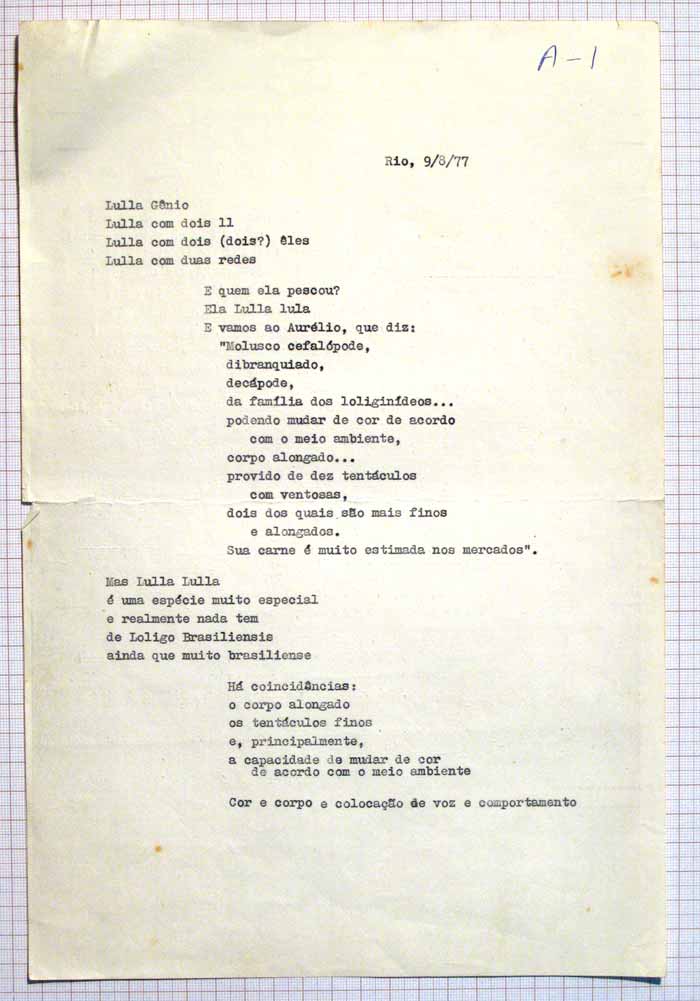 A-1
Rio, 9/8/77
Lulla Gênio
Lulla com dois ll
Lulla com dois (dois?) êles
Lulla com duas redes
E quem ela pescou?
Ela Lulla lula
E vamos ao Aurélio, que diz:
"Molusco cefalópode,
dibranquiado,
decápode,
da família dos loliginídeos...
podendo mudar de cor de acordo
com o meio ambiente,
corpo alongado...
provido de dez tentáculos
com ventosas,
dois dos quais são mais finos
e alongados.
Sua carne é muito estimada nos mercados".
Mas Lulla Lulla
é uma espécie muito especial
e realmente nada tem
de Loligo Brasiliensis
ainda que muito brasiliense
Há coincidâncias:
o corpo alongado
os tentáculos finos
e, principalmente,
a capacidade de mudar de cor
de acordo com o meio ambiente
Cor e corpo e colocação de voz e comportamento